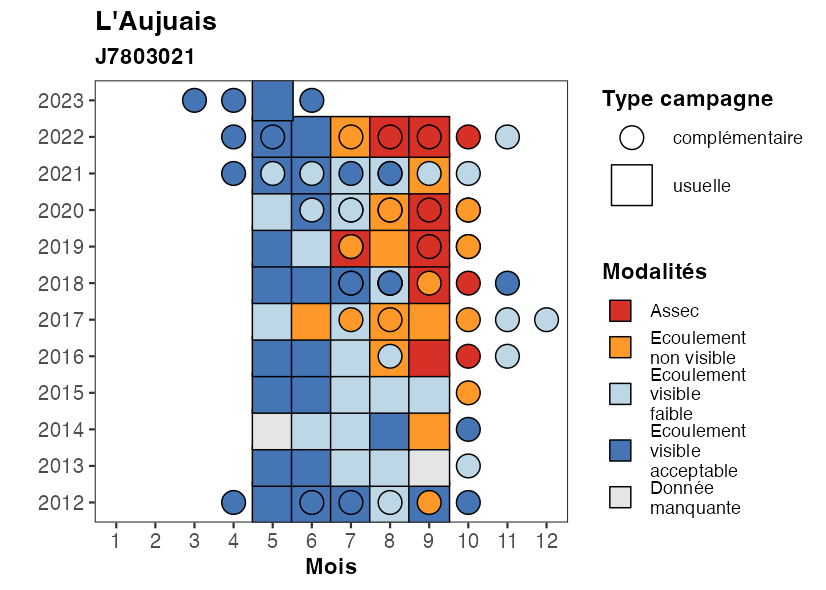 L'Aujuais
J7803021
2023
2022
2021
2020
2019
2018
2017
2016
2015
2014
2013
2012
1 2 3 4 5 6 7 8 9 10 11 12
Mois
Type campagne
complémentaire
usuelle
Modalités
Assec
Ecoulement
non visible
Ecoulement
visible
faible
Ecoulement
visible
acceptable
Donnée
manquante